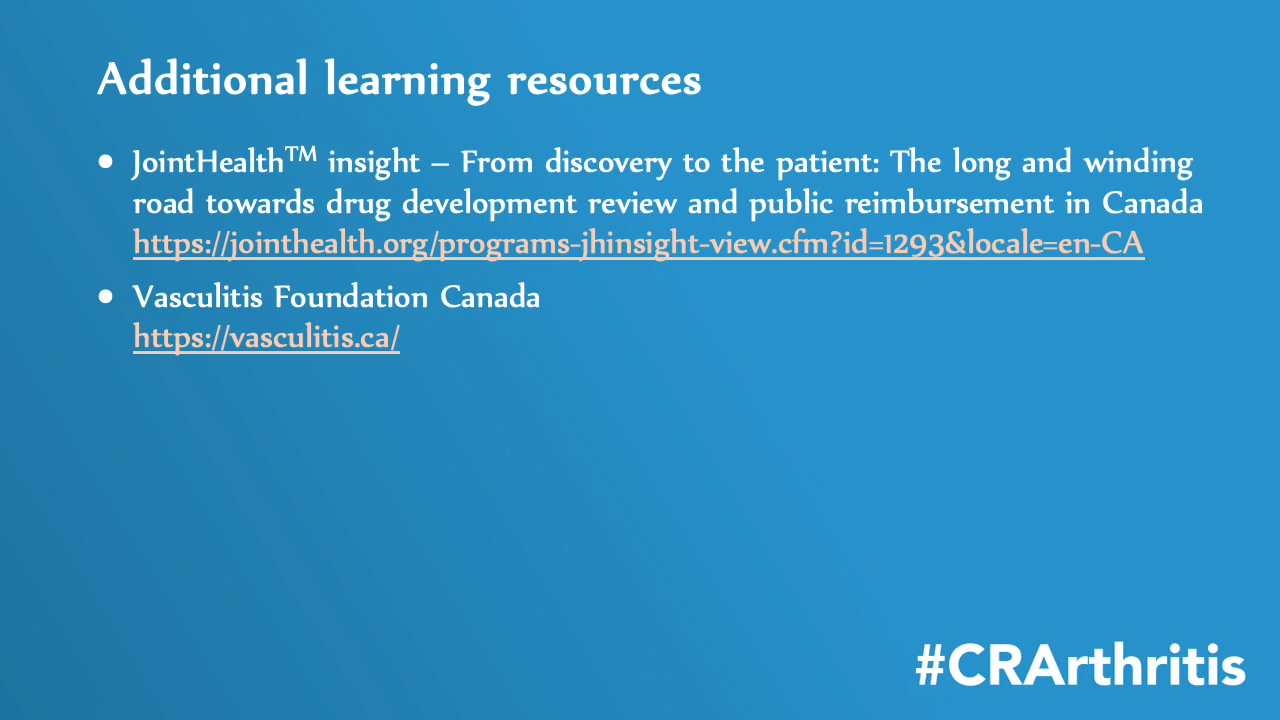 Additional learning resources
• JointHealth™ insight – From discovery to the patient: The long and winding
road towards drug development review and public reimbursement in Canada
https://jointhealth.org/programs-jhinsight-view.cfm?id=1293&locale=en-CA
• Vasculitis Foundation Canada
https://vasculitis.ca/
#CRArthritis